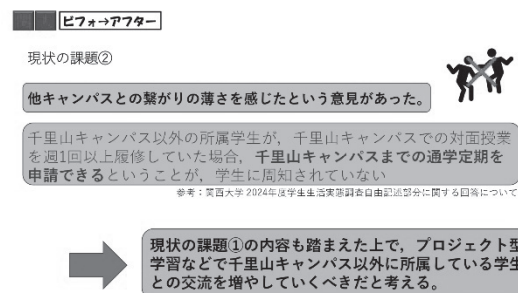 ビフォ→アフター
現状の課題②
他キャンパスとの繋がりの薄さを感じたという意見があった。
千里山キャンパス以外の所属学生が，千里山キャンパスでの対面授業
を週1回以上履修していた場合，千里山キャンパスまでの通学定期を
申請できるということが，学生に周知されていない
参考：関西大学 2024年度学生生活実態調査自由記述部分に関する回答について
現状の課題①の内容も踏まえた上で，プロジェクト型
学習などで千里山キャンパス以外に所属している学生
との交流を増やしていくべきだと考える。